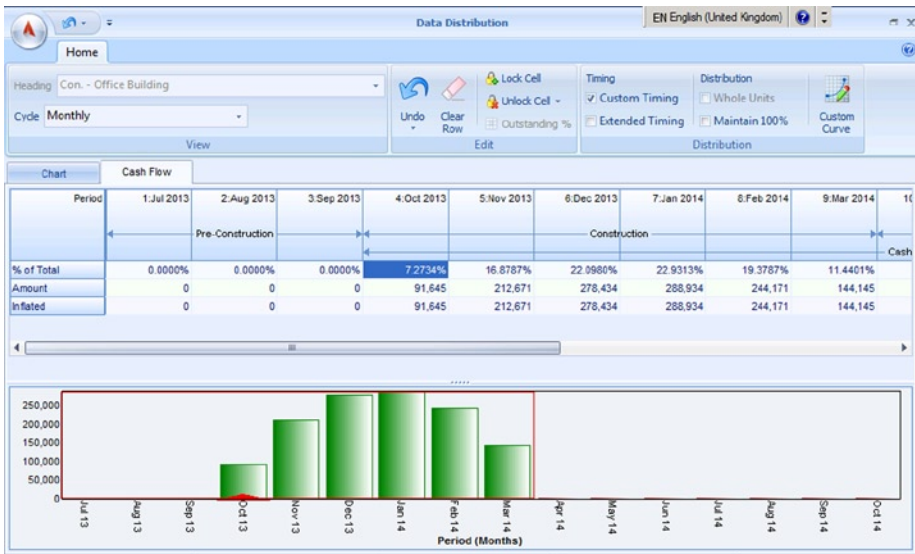 Data Distribution
EN English (United Kingdom)
Home
Heading Con. - Office Building
Cycle Monthly
View
Undo
Clear Row
Lock Cell
Unlock Cell
Outstanding %
Edit
Timing
Custom Timing
Extended Timing
Distribution
Whole Units
Maintain 100%
Custom Curve
Distribution
Chart
Cash Flow
Period 1:Jul 2013 2:Aug 2013 3:Sep 2013 4:Oct 2013 5:Nov 2013 6:Dec 2013 7:Jan 2014 8:Feb 2014 9:Mar 2014 10
Pre-Construction Construction
Cash
% of Total 0.0000% 0.0000% 0.0000% 7.2734% 16.8787% 22.0980% 22.9313% 19.3787% 11.4401%
Amount 0 0 0 91,645 212,671 278,434 288,934 244,171 144,145
Inflated 0 0 0 91,645 212,671 278,434 288,934 244,171 144,145
250,000
200,000
150,000
100,000
50,000
0
Jul 13 Aug 13 Sep 13 Oct 13 Nov 13 Dec 13 Jan 14 Feb 14 Mar 14 Apr 14 May 14 Jun 14 Jul 14 Aug 14 Sep 14 Oct 14
Period (Months)